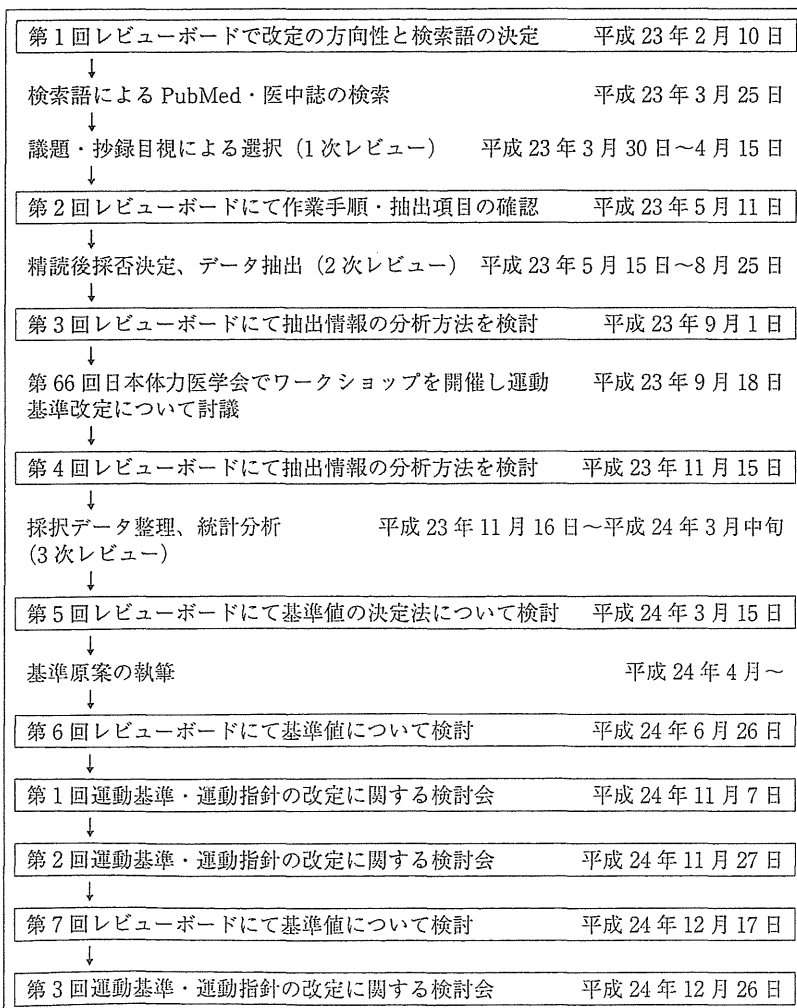 第1回レビューボードで改定の方向性と検索語の決定 平成23年2月10日
↓
検索語によるPubMed・医中誌の検索 平成23年3月25日
↓
議題・抄録目視による選択（1次レビュー） 平成23年3月30日～4月15日
↓
第2回レビューボードにて作業手順・抽出項目の確認 平成23年5月11日
↓
精読後採否決定、データ抽出（2次レビュー） 平成23年5月15日～8月25日
↓
第3回レビューボードにて抽出情報の分析方法を検討 平成23年9月1日
↓
第66回日本体力医学会でワークショップを開催し運動 平成23年9月18日
基準改定について討議
↓
第4回レビューボードにて抽出情報の分析方法を検討 平成23年11月15日
↓
採択データ整理、統計分析 平成23年11月16日～平成24年3月中旬
(3次レビュー)
↓
第5回レビューボードにて基準値の決定法について検討 平成24年3月15日
↓
基準原案の執筆 平成24年4月～
↓
第6回レビューボードにて基準値について検討 平成24年6月26日
↓
第1回運動基準・運動指針の改定に関する検討会 平成24年11月7日
↓
第2回運動基準・運動指針の改定に関する検討会 平成24年11月27日
↓
第7回レビューボードにて基準値について検討 平成24年12月17日
↓
第3回運動基準・運動指針の改定に関する検討会 平成24年12月26日